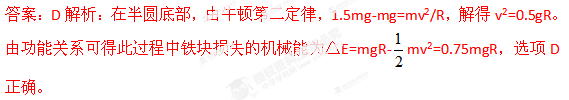 答案：D 解析：在半圆底部，由牛顿第二定律，1.5mg-mg=mv²/R，解得 v²=0.5gR。
由功能关系可得此过程中铁块损失的机械能为△E=mgR-\frac{1}{2} mv²=0.75mgR，选项 D
正确。